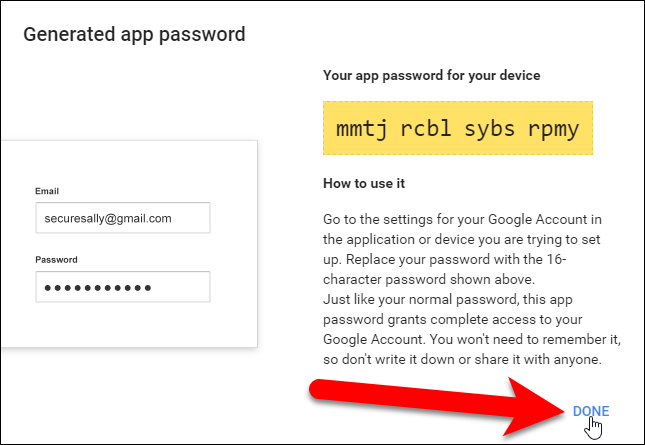 Generated app password
Your app password for your device
mmtj rcbl sybs rpmy
Email
securesally@gmail.com
Password
How to use it
Go to the settings for your Google Account in
the application or device you are trying to set
up. Replace your password with the 16-
character password shown above.
Just like your normal password, this app
password grants complete access to your
Google Account. You won't need to remember it,
so don't write it down or share it with anyone.
DONE